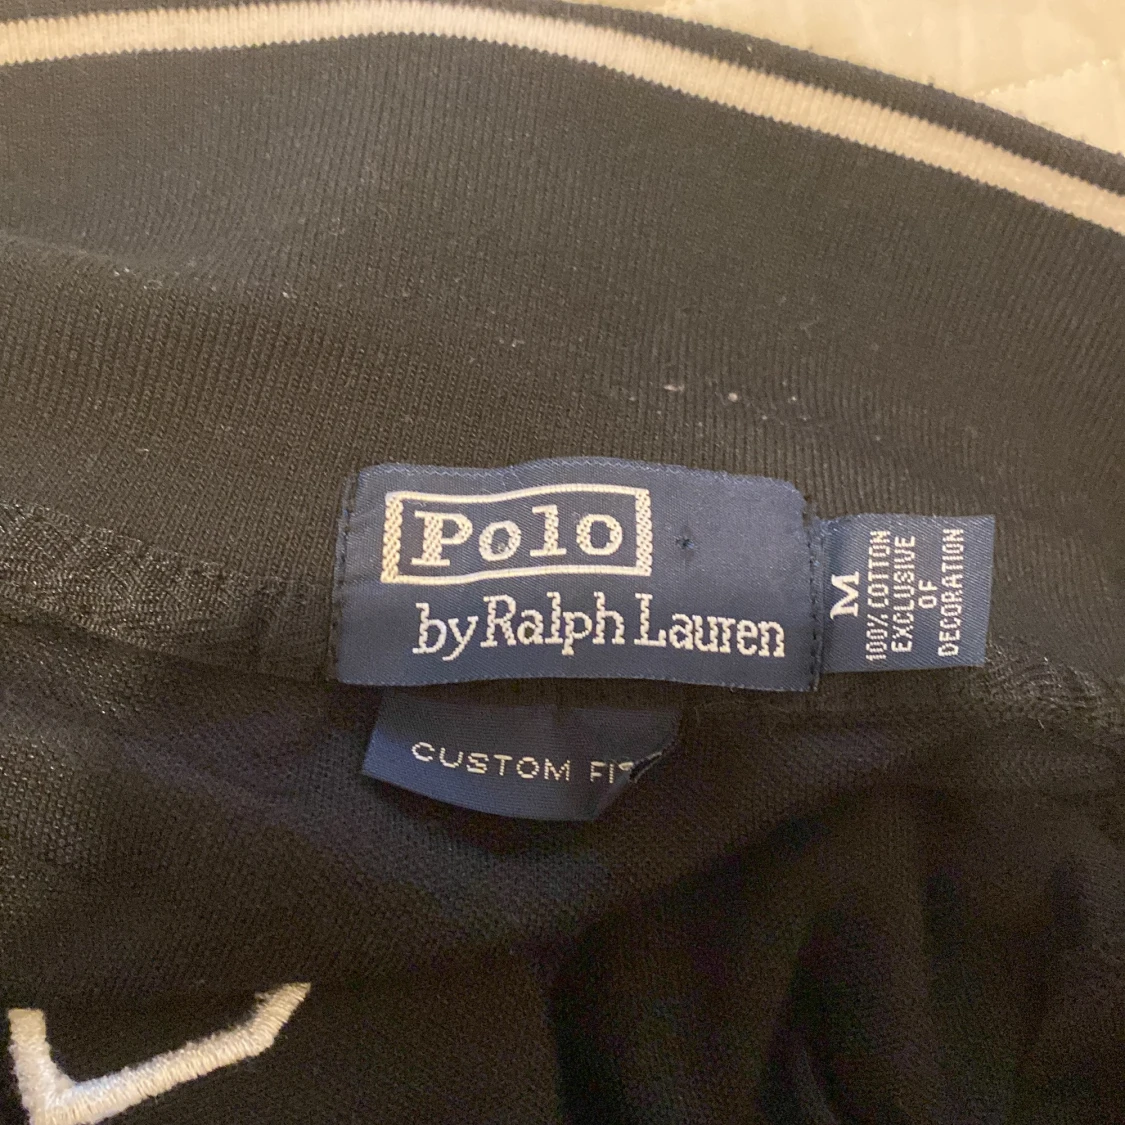 Polo
by Ralph Lauren
M
100% COTTON
EXCLUSIVE
OF
DECORATION
CUSTOM FIT